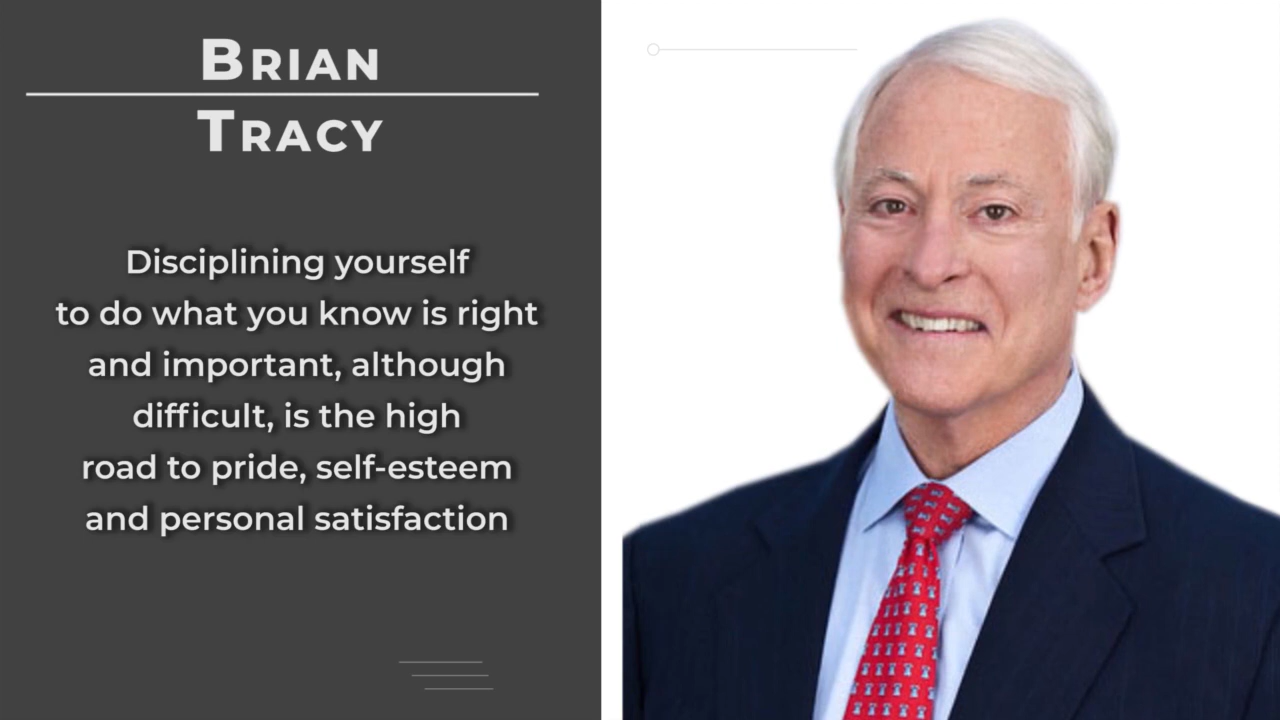 BRIAN
TRACY
Disciplining yourself
to do what you know is right
and important, although
difficult, is the high
road to pride, self-esteem
and personal satisfaction